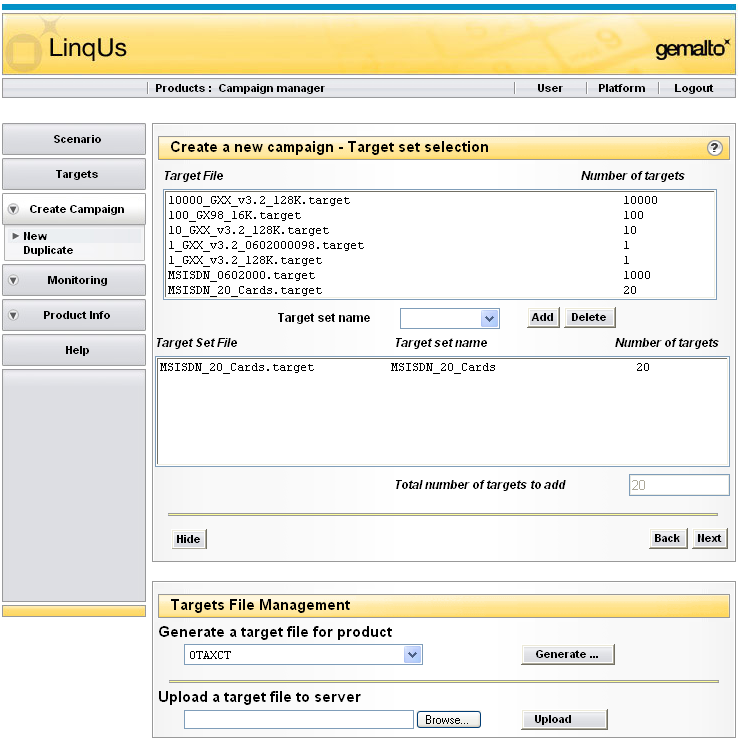 LinqUs
gemalto
Products : Campaign manager
User
Platform
Logout
Scenario
Targets
Create Campaign
New
Duplicate
Monitoring
Product Info
Help
Create a new campaign - Target set selection
?
Target File Number of targets
10000_GXX_v3.2_128K.target 10000
100_GX98_16K.target 100
10_GXX_v3.2_128K.target 10
1_GXX_v3.2_0602000098.target 1
1_GXX_v3.2_128K.target 1
MSISDN_0602000.target 1000
MSISDN_20_Cards.target 20
Target set name Add Delete
Target Set File Target set name Number of targets
MSISDN_20_Cards.target MSISDN_20_Cards 20
Total number of targets to add 20
Hide Back Next
Targets File Management
Generate a target file for product
OTAXCT Generate ...
Upload a target file to server
Browse... Upload